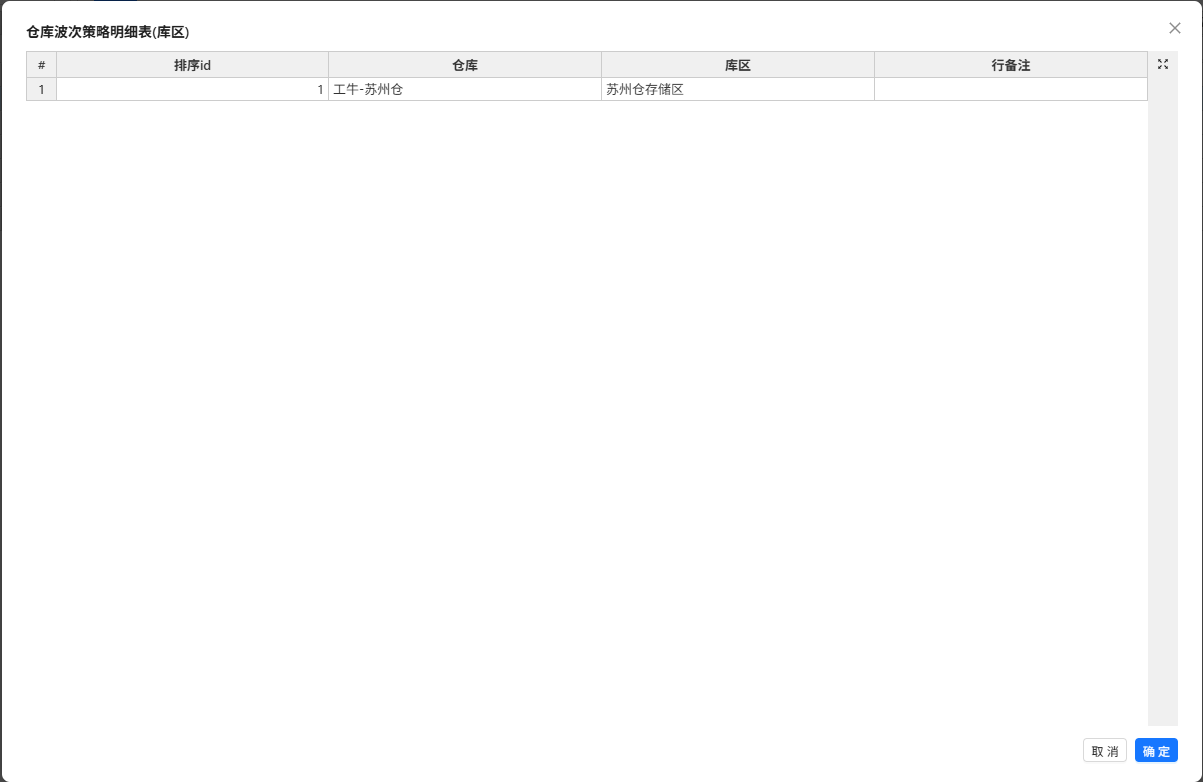 仓库波次策略明细表(库区)
# 排序id 仓库 库区 行备注
1 1 工牛-苏州仓 苏州仓存储区
取 消 确 定